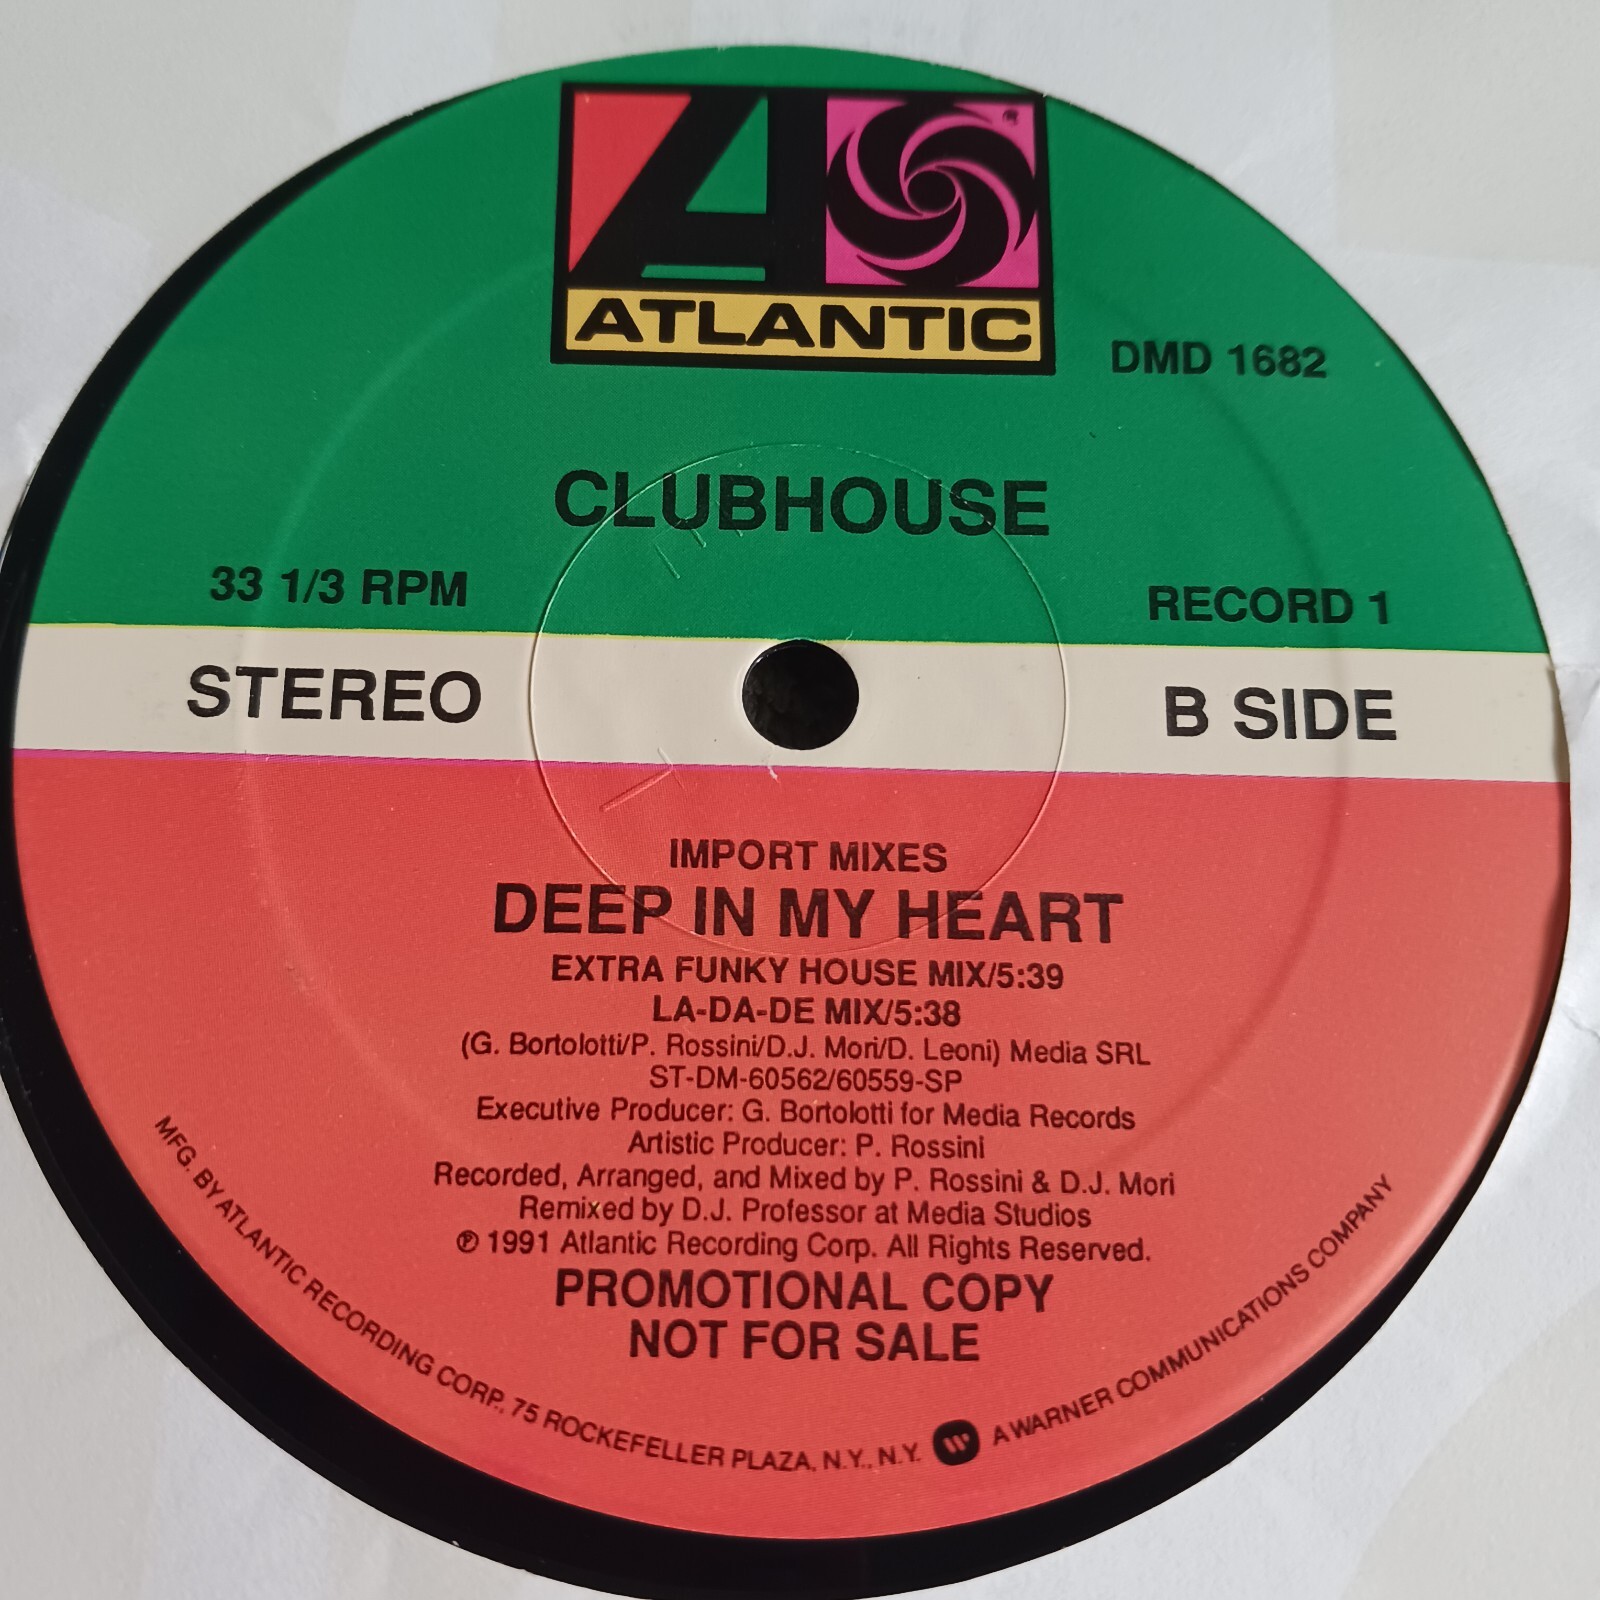 ATLANTIC
®
DMD 1682
CLUBHOUSE
33 1/3 RPM
RECORD 1
STEREO
B SIDE
IMPORT MIXES
DEEP IN MY HEART
EXTRA FUNKY HOUSE MIX/5:39
LA-DA-DE MIX/5:38
(G. Bortolotti/P. Rossini/D.J. Mori/D. Leoni) Media SRL
ST-DM-60562/60559-SP
Executive Producer: G. Bortolotti for Media Records
Artistic Producer: P. Rossini
Recorded, Arranged, and Mixed by P. Rossini & D.J. Mori
Remixed by D.J. Professor at Media Studios
℗ 1991 Atlantic Recording Corp. All Rights Reserved.
PROMOTIONAL COPY
NOT FOR SALE
MFG. BY ATLANTIC RECORDING CORP., 75 ROCKEFELLER PLAZA, N.Y., N.Y. A WARNER COMMUNICATIONS COMPANY